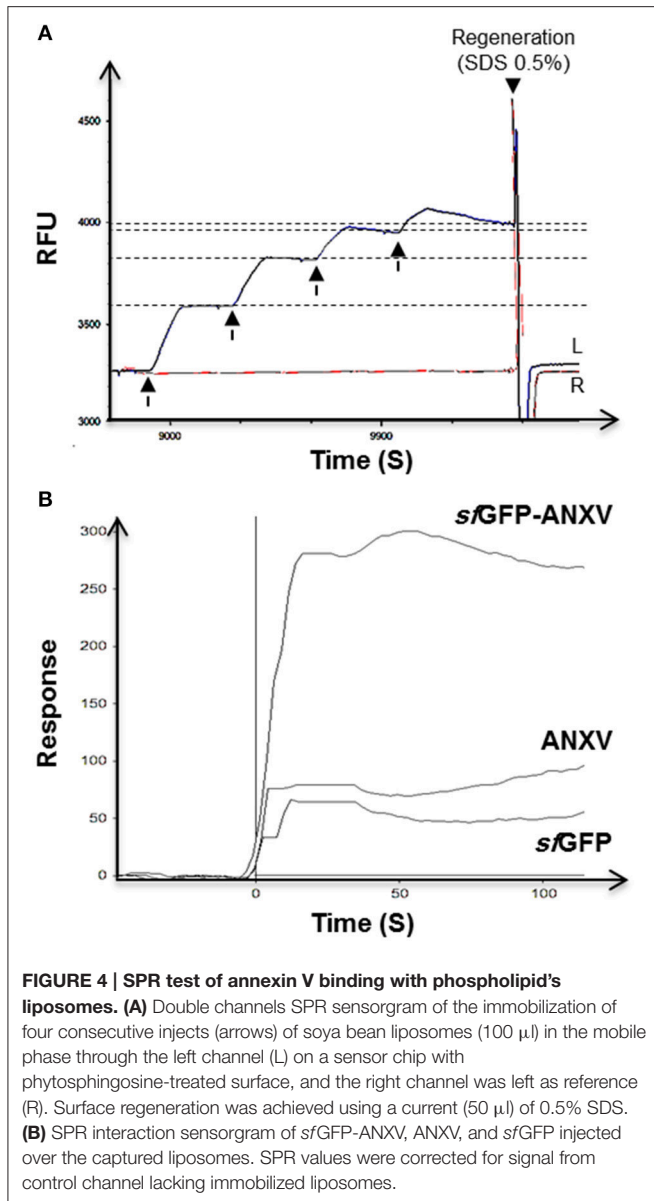 A
Regeneration
(SDS 0.5%)
4500
4000
3500
3000
RFU
L
R
9000
9900
Time (S)
B
sfGFP-ANXV
300
250
200
150
100
50
0
Response
ANXV
sfGFP
0
50
100
Time (S)
FIGURE 4 | SPR test of annexin V binding with phospholipid's
liposomes. (A) Double channels SPR sensorgram of the immobilization of
four consecutive injects (arrows) of soya bean liposomes (100 μl) in the mobile
phase through the left channel (L) on a sensor chip with
phytosphingosine-treated surface, and the right channel was left as reference
(R). Surface regeneration was achieved using a current (50 μl) of 0.5% SDS.
(B) SPR interaction sensorgram of sfGFP-ANXV, ANXV, and sfGFP injected
over the captured liposomes. SPR values were corrected for signal from
control channel lacking immobilized liposomes.